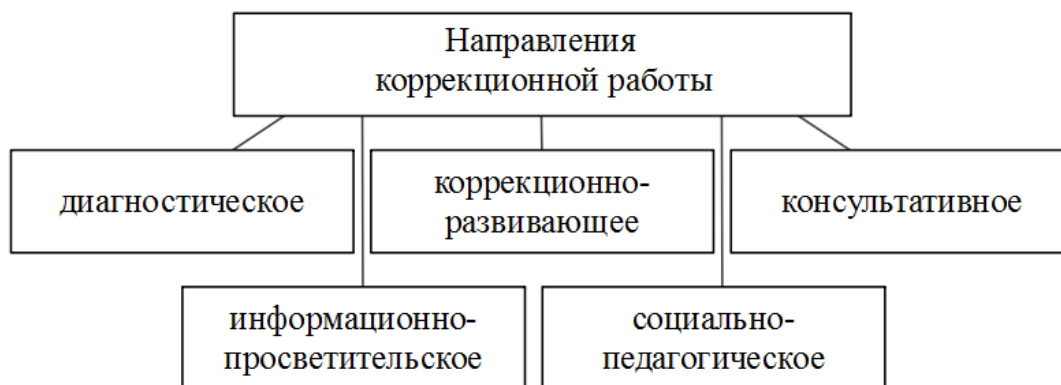 Направления
коррекционной работы
диагностическое
коррекционно-
развивающее
консультативное
информационно-
просветительское
социально-
педагогическое